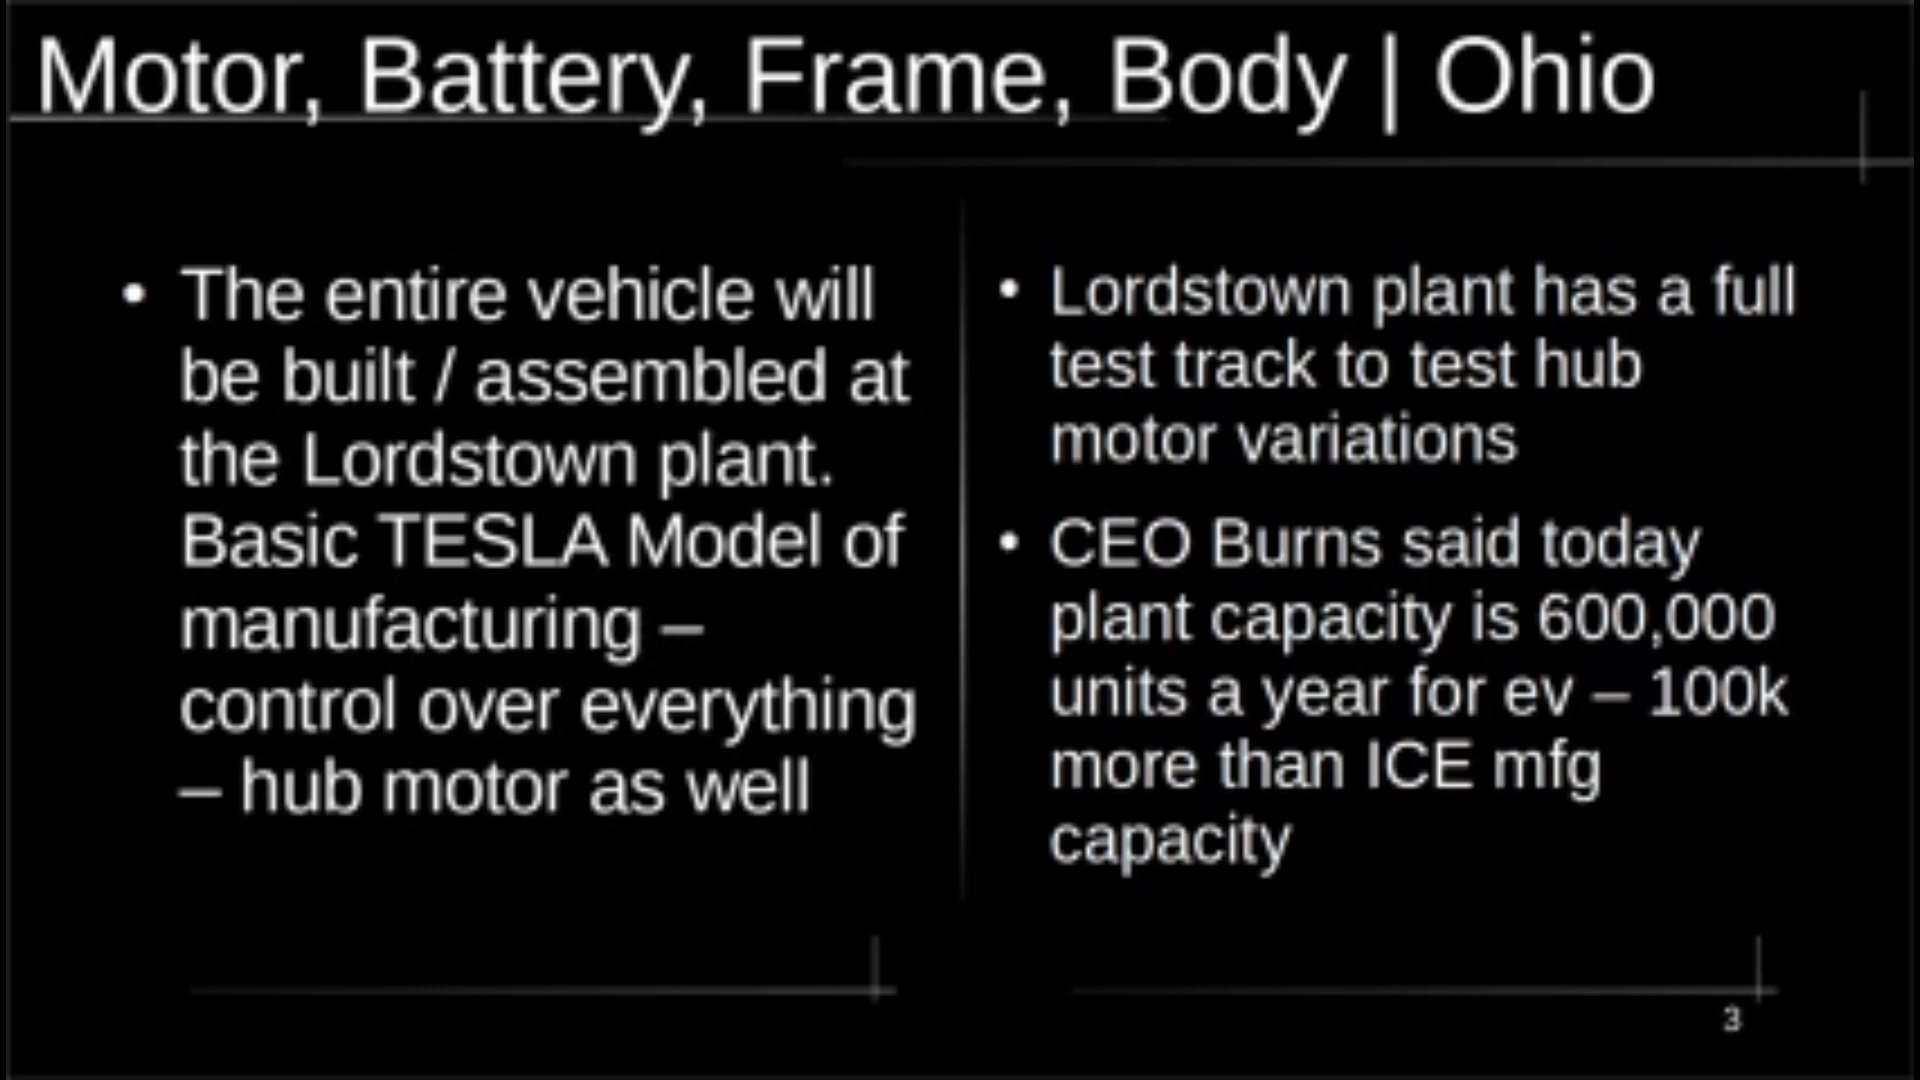 Motor, Battery, Frame, Body | Ohio
• The entire vehicle will
be built / assembled at
the Lordstown plant.
Basic TESLA Model of
manufacturing –
control over everything
– hub motor as well
• Lordstown plant has a full
test track to test hub
motor variations
• CEO Burns said today
plant capacity is 600,000
units a year for ev – 100k
more than ICE mfg
capacity
3